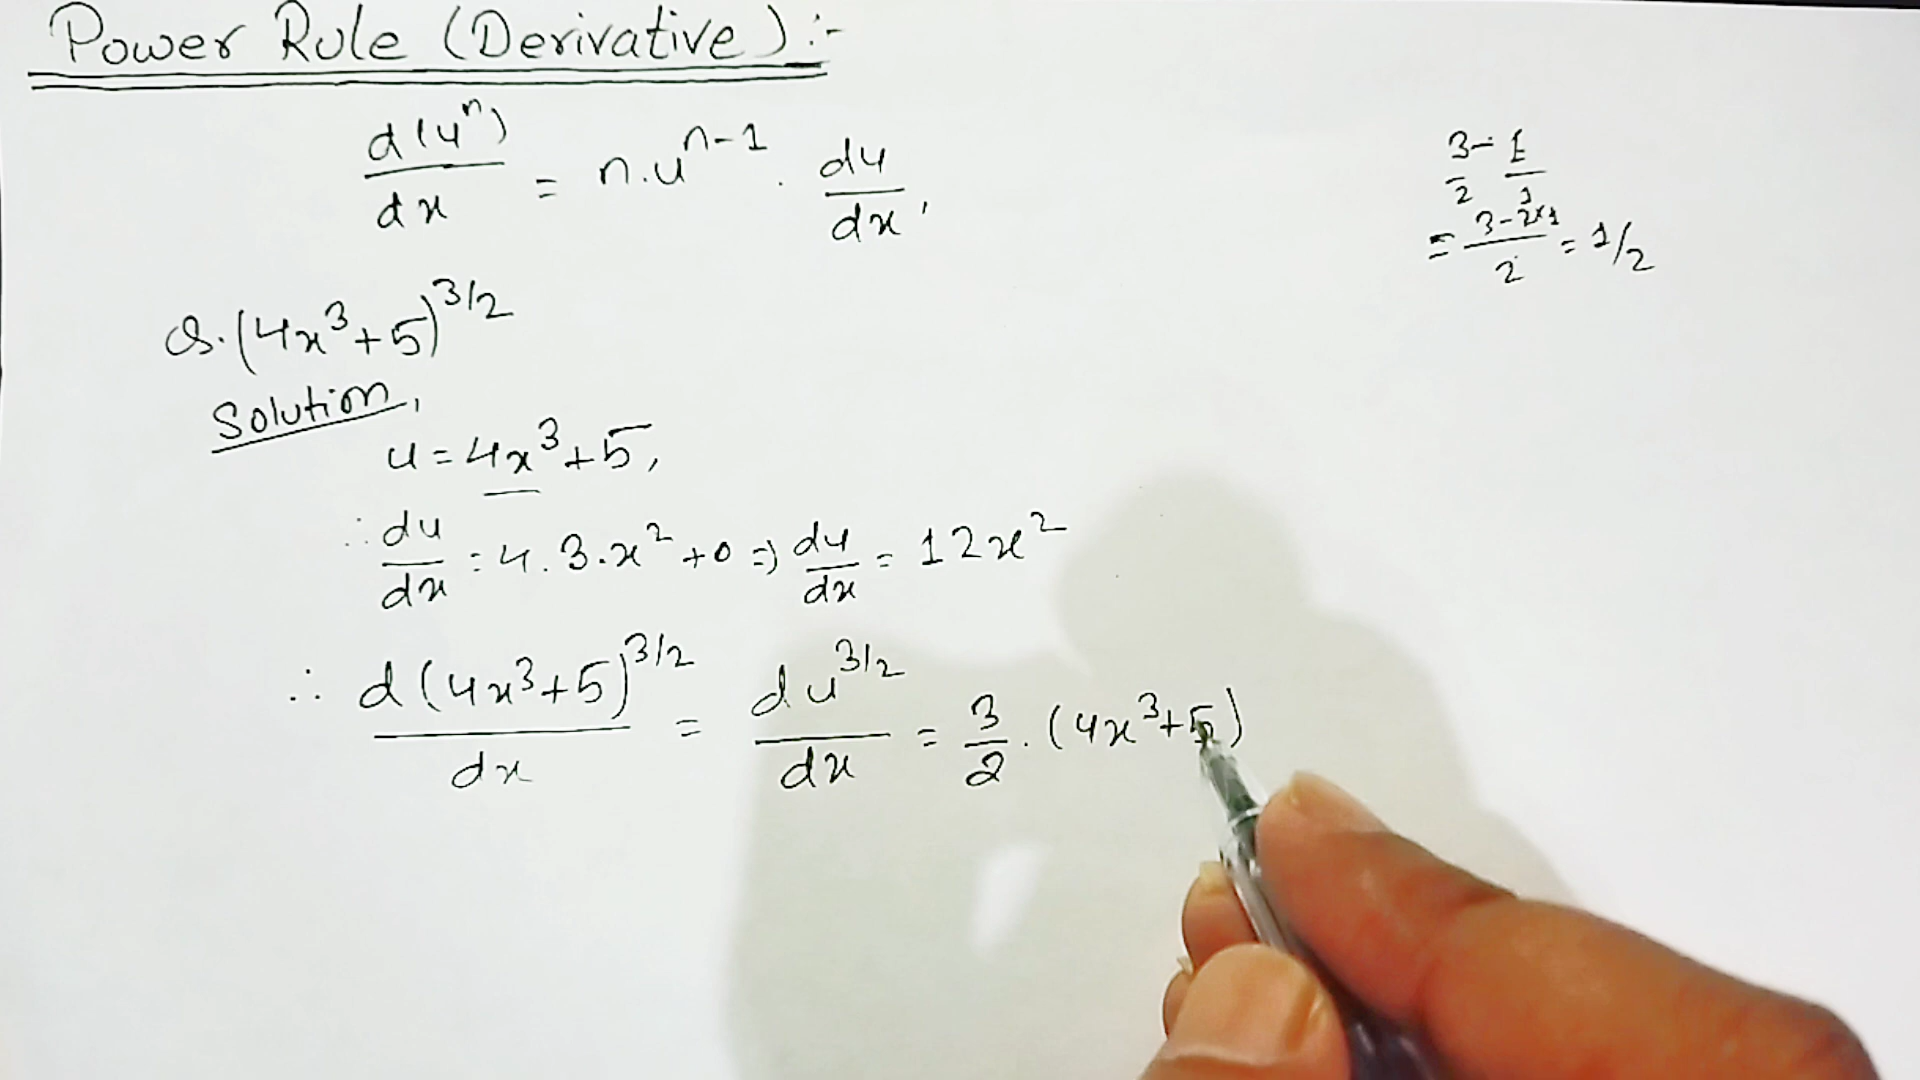 Power Rule (Derivative) :-
d(u^n)/dx = n.u^(n-1) . du/dx,
3/2 - 1/1
= (3-2×1)/2 = 1/2
Q. (4x^3+5)^(3/2)
Solution,
u = 4x^3+5,
∴ du/dx = 4.3.x^2+0 => du/dx = 12x^2
∴ d(4x^3+5)^(3/2)/dx = du^(3/2)/dx = 3/2 . (4x^3+5)